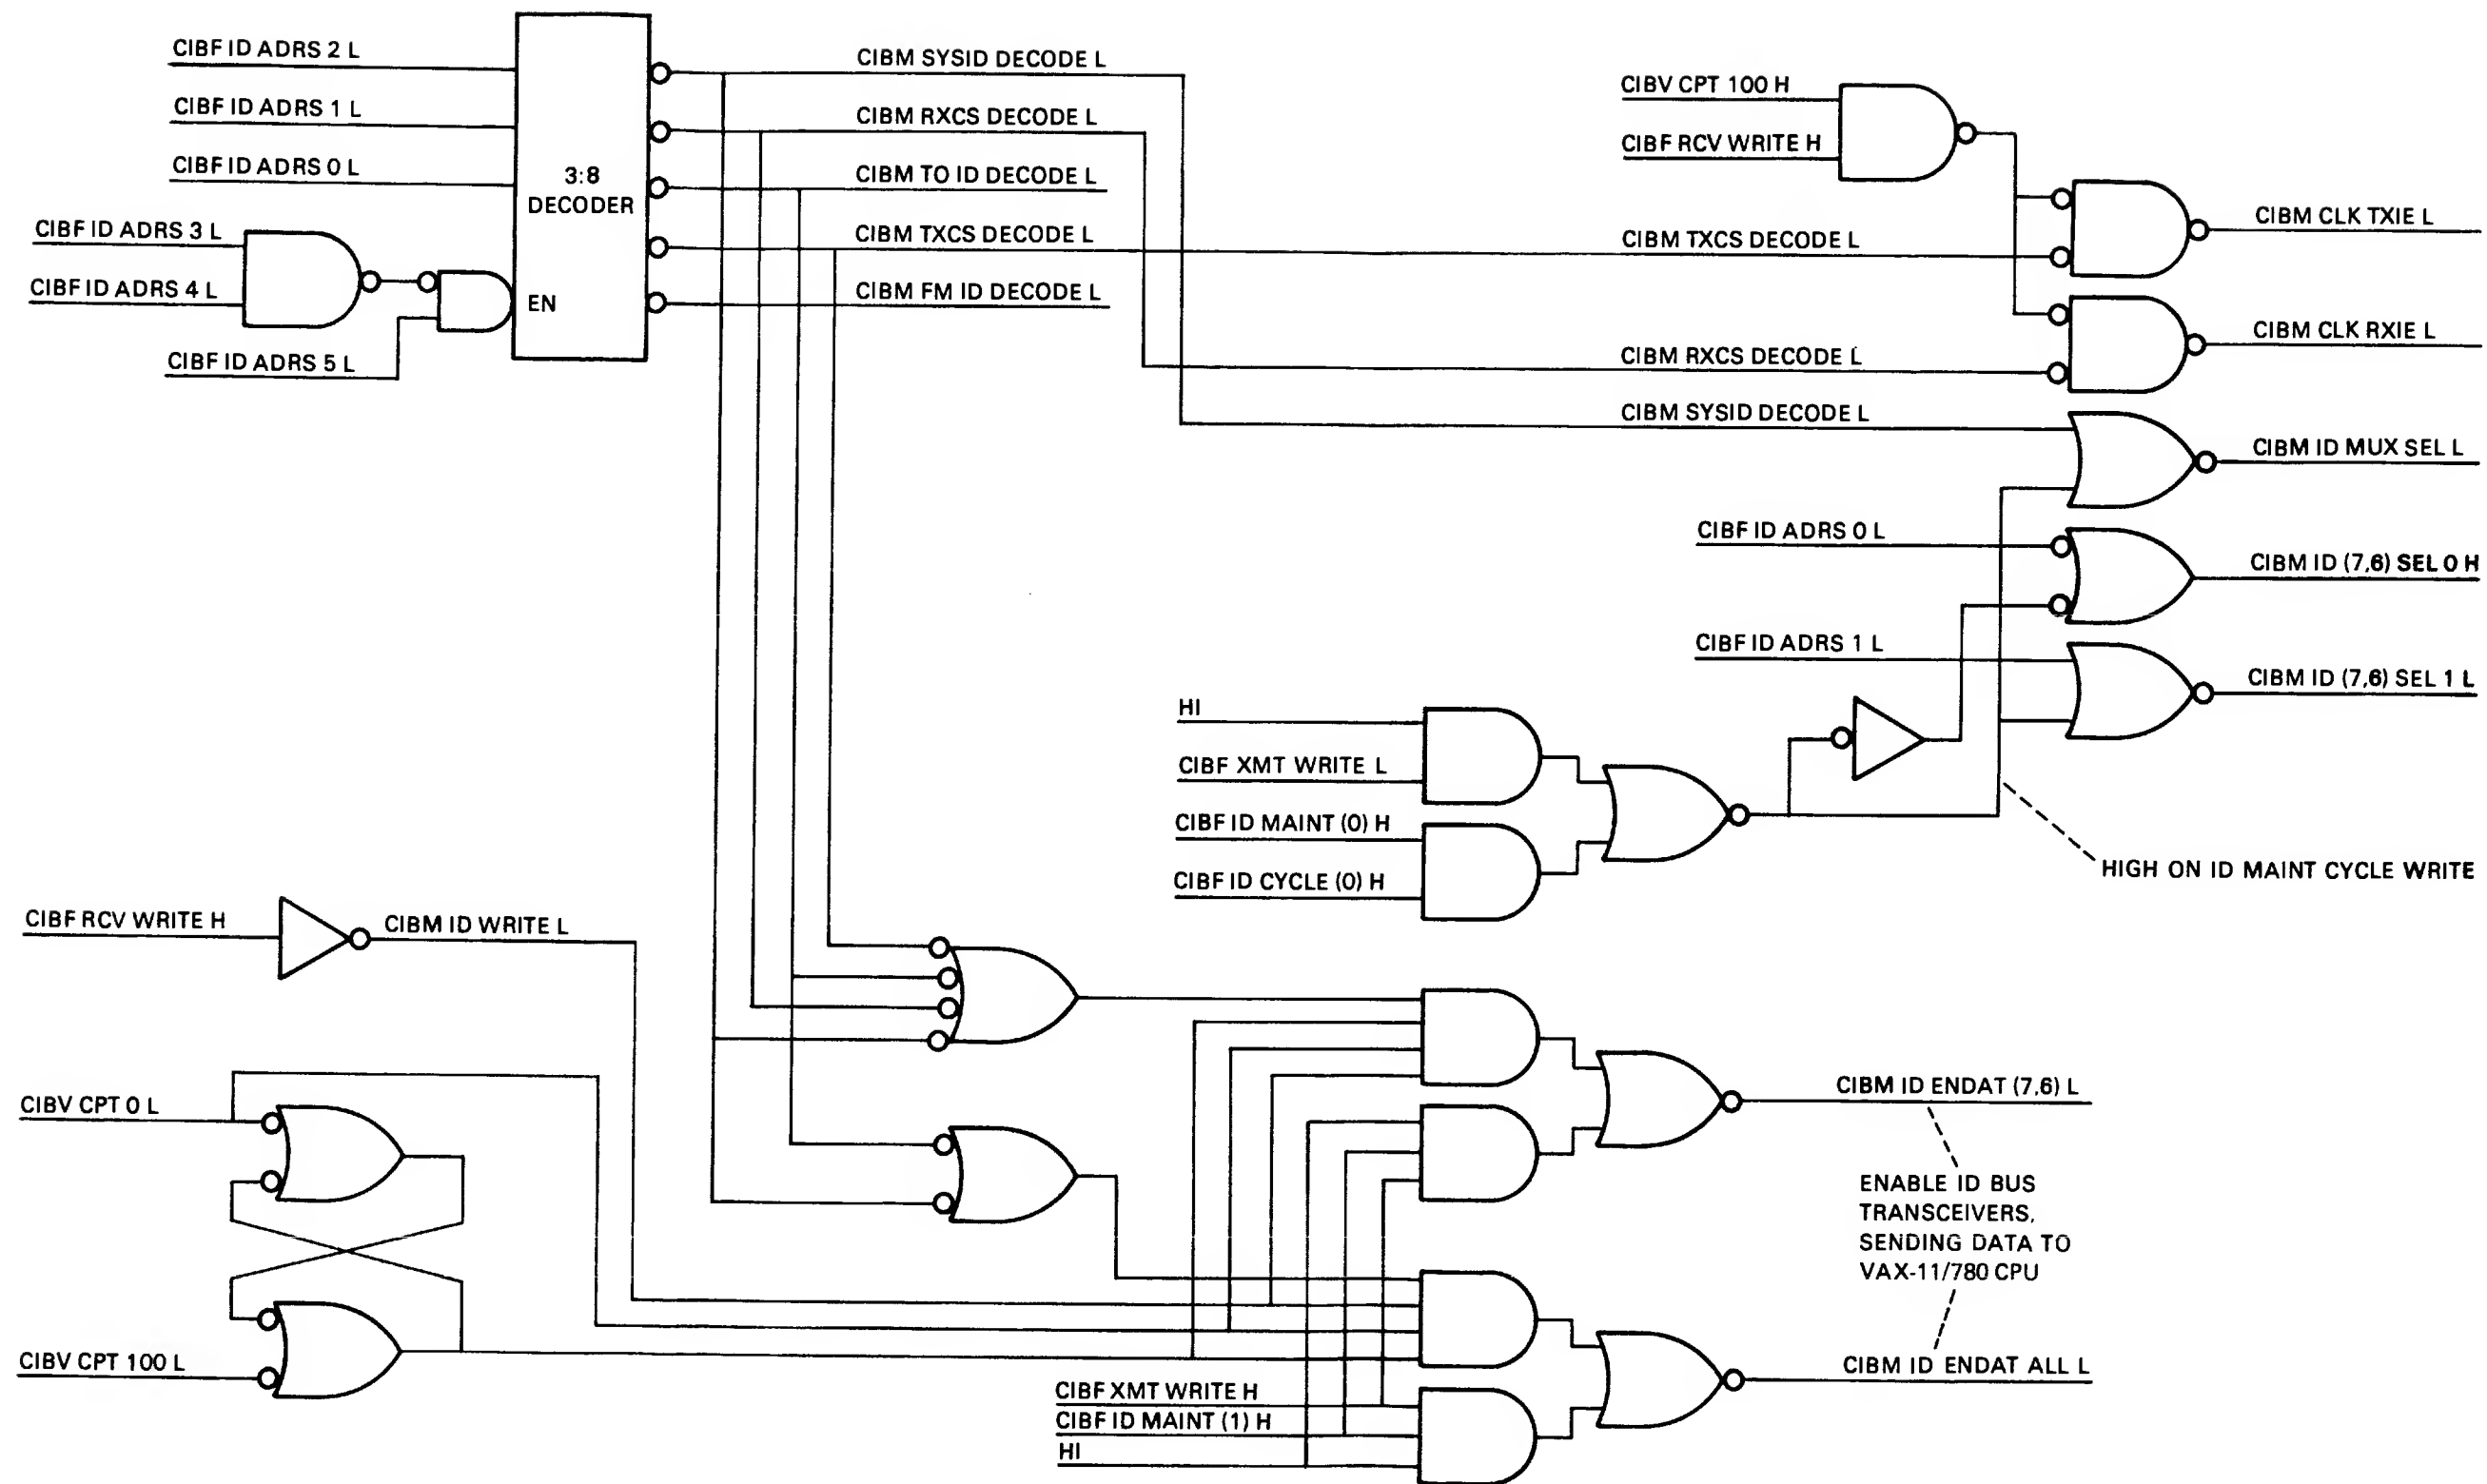 CIBF ID ADRS 2 L
CIBF ID ADRS 1 L
CIBF ID ADRS 0 L
CIBF ID ADRS 3 L
CIBF ID ADRS 4 L
CIBF ID ADRS 5 L
3:8
DECODER
EN
CIBM SYSID DECODE L
CIBM RXCS DECODE L
CIBM TO ID DECODE L
CIBM TXCS DECODE L
CIBM FM ID DECODE L
CIBV CPT 100 H
CIBF RCV WRITE H
CIBM TXCS DECODE L
CIBM RXCS DECODE L
CIBM SYSID DECODE L
CIBM CLK TXIE L
CIBM CLK RXIE L
CIBM ID MUX SEL L
CIBF ID ADRS 0 L
CIBM ID (7,6) SEL 0 H
CIBF ID ADRS 1 L
CIBM ID (7,6) SEL 1 L
HI
CIBF XMT WRITE L
CIBF ID MAINT (0) H
CIBF ID CYCLE (0) H
HIGH ON ID MAINT CYCLE WRITE
CIBF RCV WRITE H
CIBM ID WRITE L
CIBV CPT 0 L
CIBV CPT 100 L
CIBM ID ENDAT (7,6) L
ENABLE ID BUS
TRANSCEIVERS,
SENDING DATA TO
VAX-11/780 CPU
CIBM ID ENDAT ALL L
CIBF XMT WRITE H
CIBF ID MAINT (1) H
HI